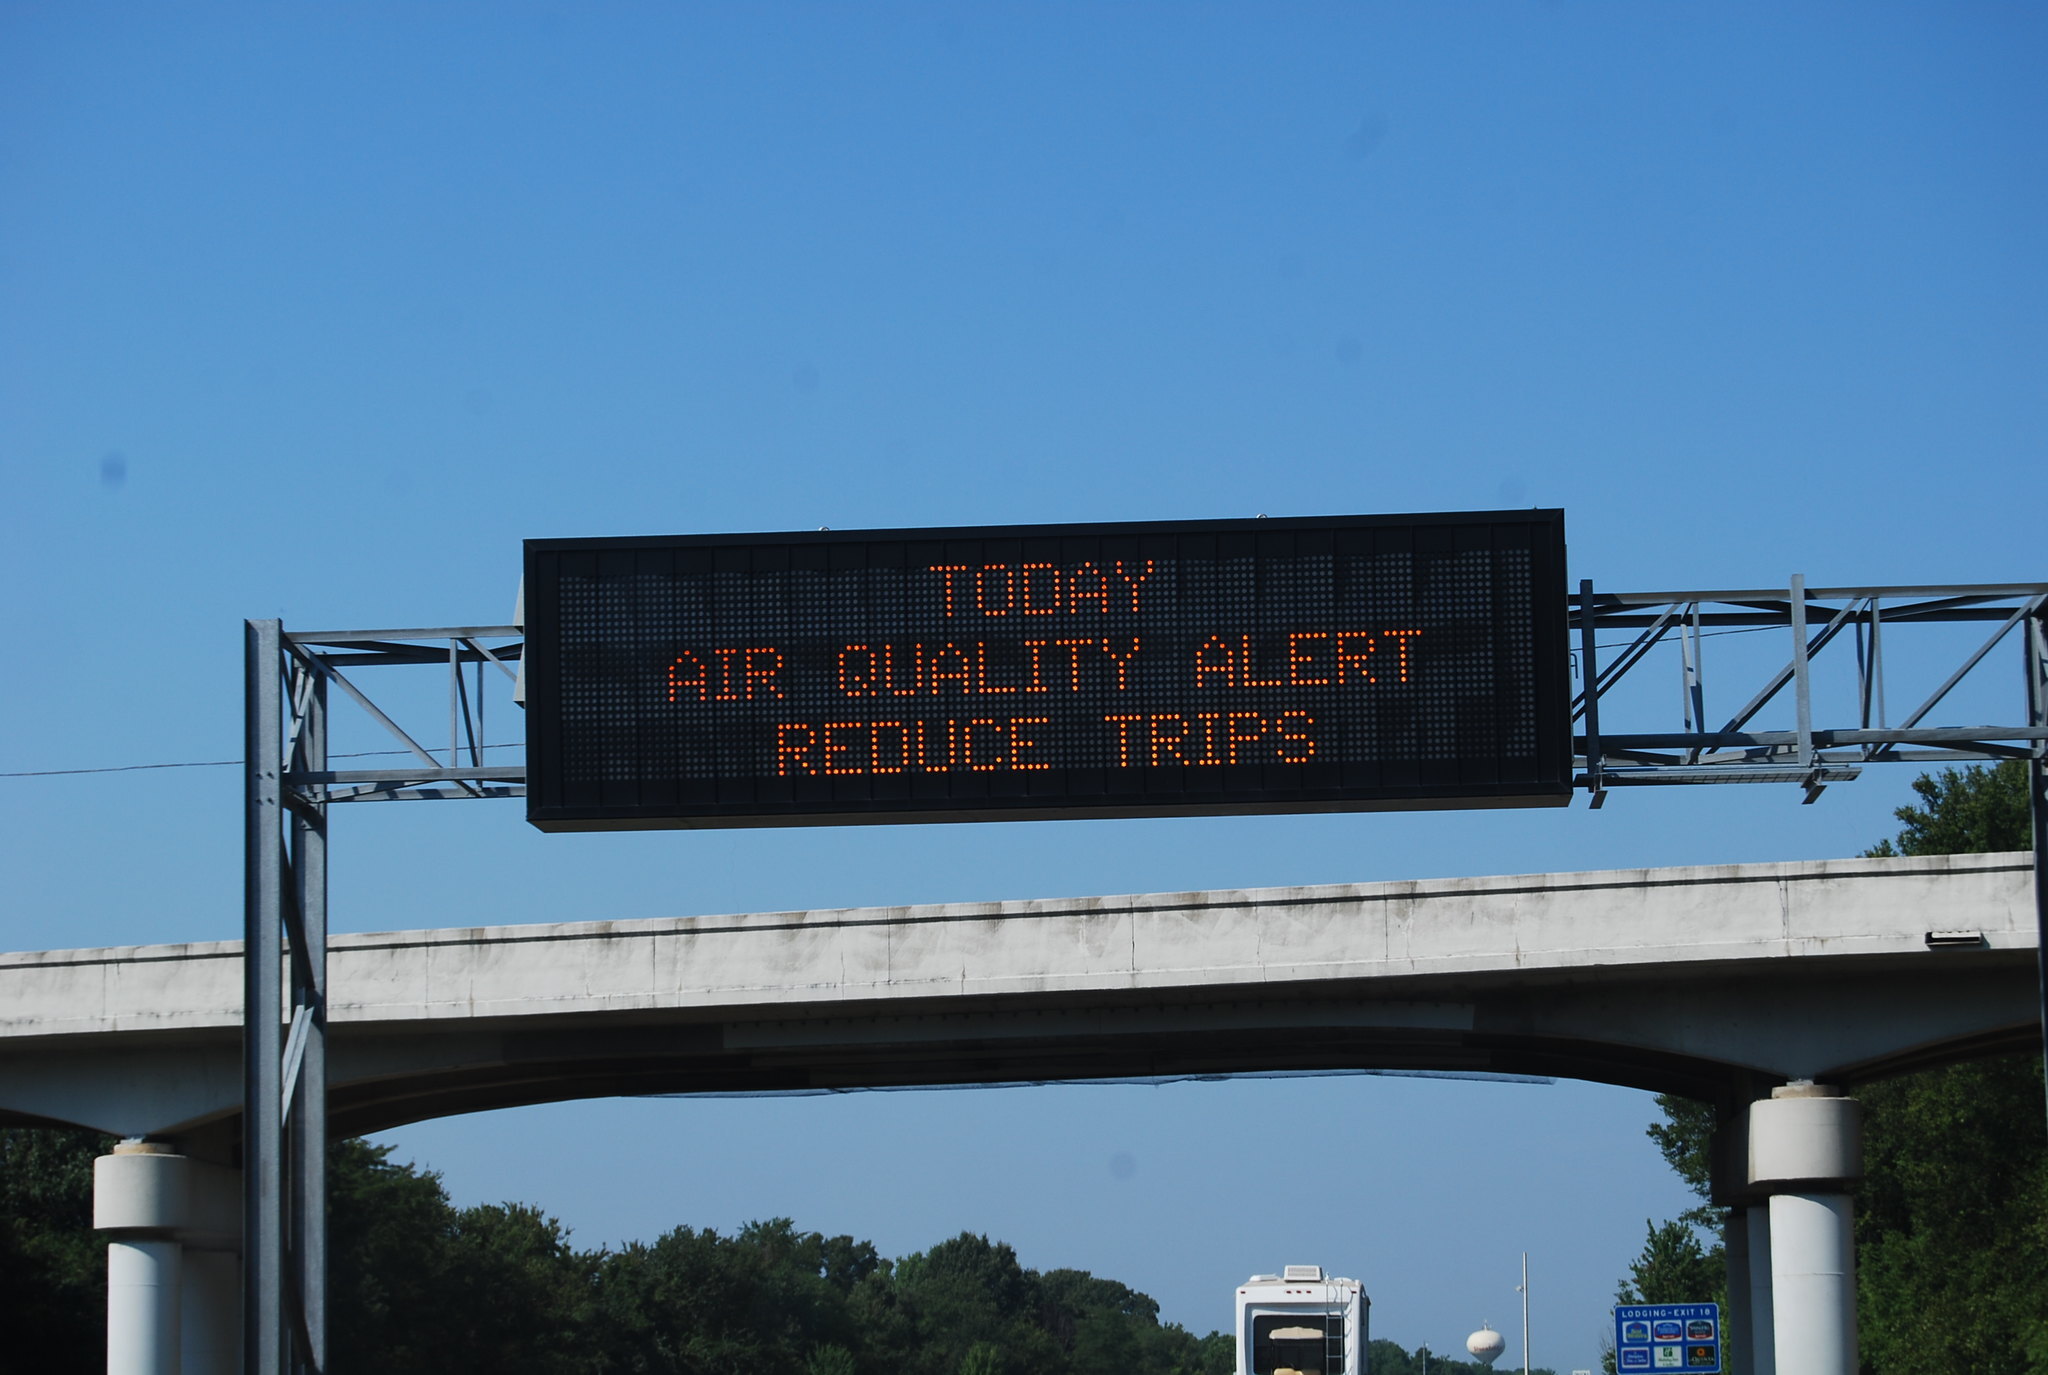 TODAY
AIR QUALITY ALERT
REDUCE TRIPS
LODGING-EXIT 18